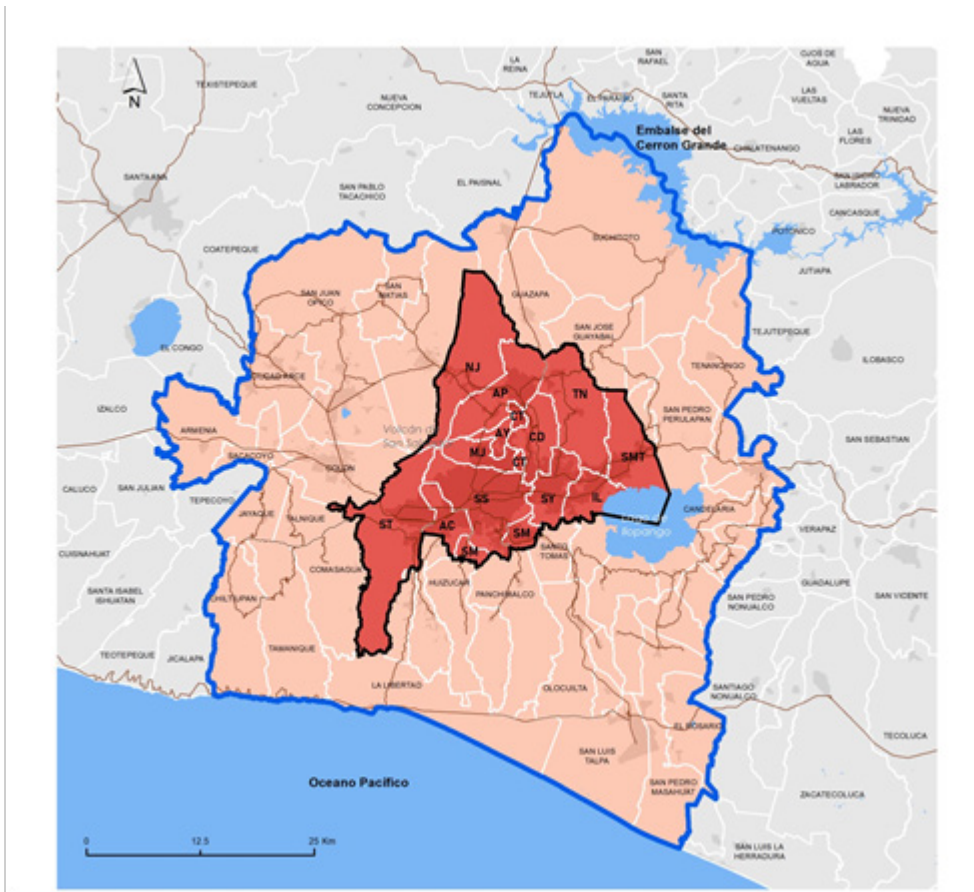 OJOS DE
AGUA
SAN
RAFAEL
LA
REINA
N
TEXISTEPEQUE
NUEVA
CONCEPCION
TEJUTLA
EL PARAISO
SANTA
RITA
LAS
VUELTAS
NUEVA
TRINIDAD
LAS
FLORES
Embalse del
Cerron Grande
CHALATENANGO
SANTA ANA
SAN PABLO
TACACHICO
EL PAISNAL
SAN ISIDRO
LABRADOR
CANCASQUE
POTONICO
COATEPEQUE
SUCHITOTO
JUTIAPA
SAN JUAN
OPICO
SAN
MATIAS
GUAZAPA
SAN JOSE
GUAYABAL
TEJUTEPEQUE
EL CONGO
ILOBASCO
NJ
TENANCINGO
CIUDAD ARCE
AP
TN
IZALCO
SAN PEDRO
PERULAPAN
CT
ARMENIA
AY
CD
SAN SEBASTIAN
MJ
SMT
SACACOYO
COLON
CT
CALUCO
SAN JULIAN
TEPECOYO
JAYAQUE
TALNIQUE
SS
SY
IL
CANDELARIA
ST
AC
SM
Ilopango
VERAPAZ
CUISNAHUAT
SM
SANTO
TOMAS
COMASAGUA
HUIZUCAR
PANCHIMALCO
GUADALUPE
SANTA ISABEL
ISHUATAN
CHILTIUPAN
SAN PEDRO
NONUALCO
SAN VICENTE
TEOTEPEQUE
JICALAPA
TAMANIQUE
LA LIBERTAD
OLOCUILTA
SANTIAGO
NONUALCO
EL ROSARIO
TECOLUCA
SAN LUIS
TALPA
Oceano Pacífico
SAN PEDRO
MASAHUAT
ZACATECOLUCA
0
12.5
25 Km
SAN LUIS LA
HERRADURA